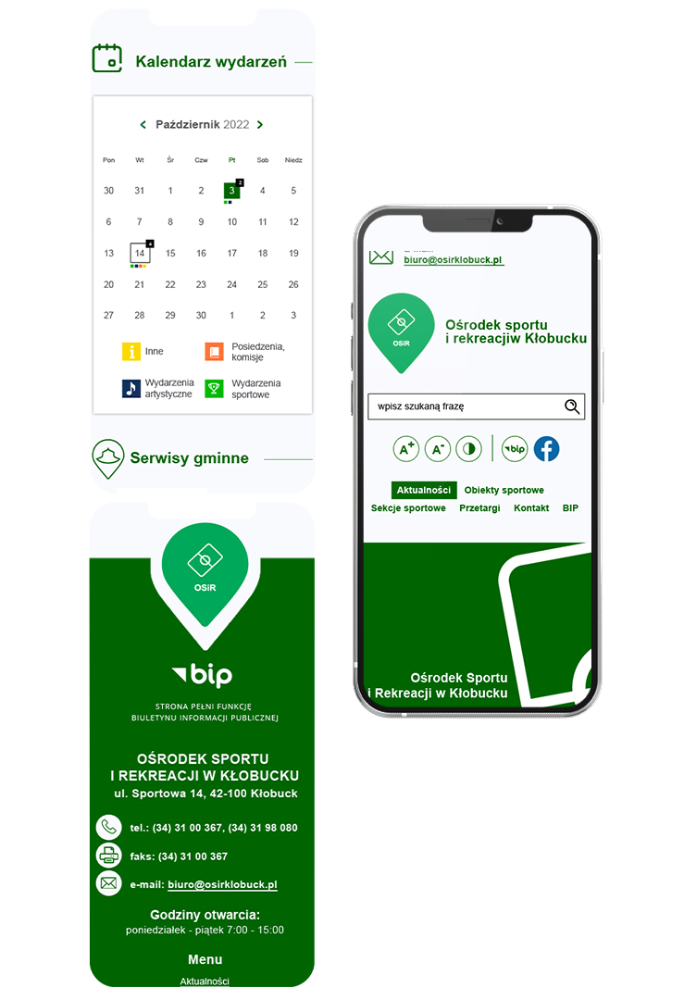 Kalendarz wydarzeń
Październik 2022
Pon Wt Śr Czw Pt Sob Niedz
30 31 1 2 3 4 5
2
6 7 8 9 10 11 12
13 14 15 16 17 18 19
4
20 21 22 23 24 25 26
27 28 29 30 1 2 3
Inne
Posiedzenia,
komisje
Wydarzenia
artystyczne
Wydarzenia
sportowe
Serwisy gminne
OSiR
bip
STRONA PEŁNI FUNKCJĘ
BIULETYNU INFORMACJI PUBLICZNEJ
OŚRODEK SPORTU
I REKREACJI W KŁOBUCKU
ul. Sportowa 14, 42-100 Kłobuck
tel.: (34) 31 00 367, (34) 31 98 080
faks: (34) 31 00 367
e-mail: biuro@osirklobuck.pl
Godziny otwarcia:
poniedziałek - piątek 7:00 - 15:00
Menu
Aktualności
biuro@osirklobuck.pl
OSiR
Ośrodek sportu
i rekreacjiw Kłobucku
wpisz szukaną frazę
A+ A- bip f
Aktualności Obiekty sportowe
Sekcje sportowe Przetargi Kontakt BIP
Ośrodek Sportu
i Rekreacji w Kłobucku